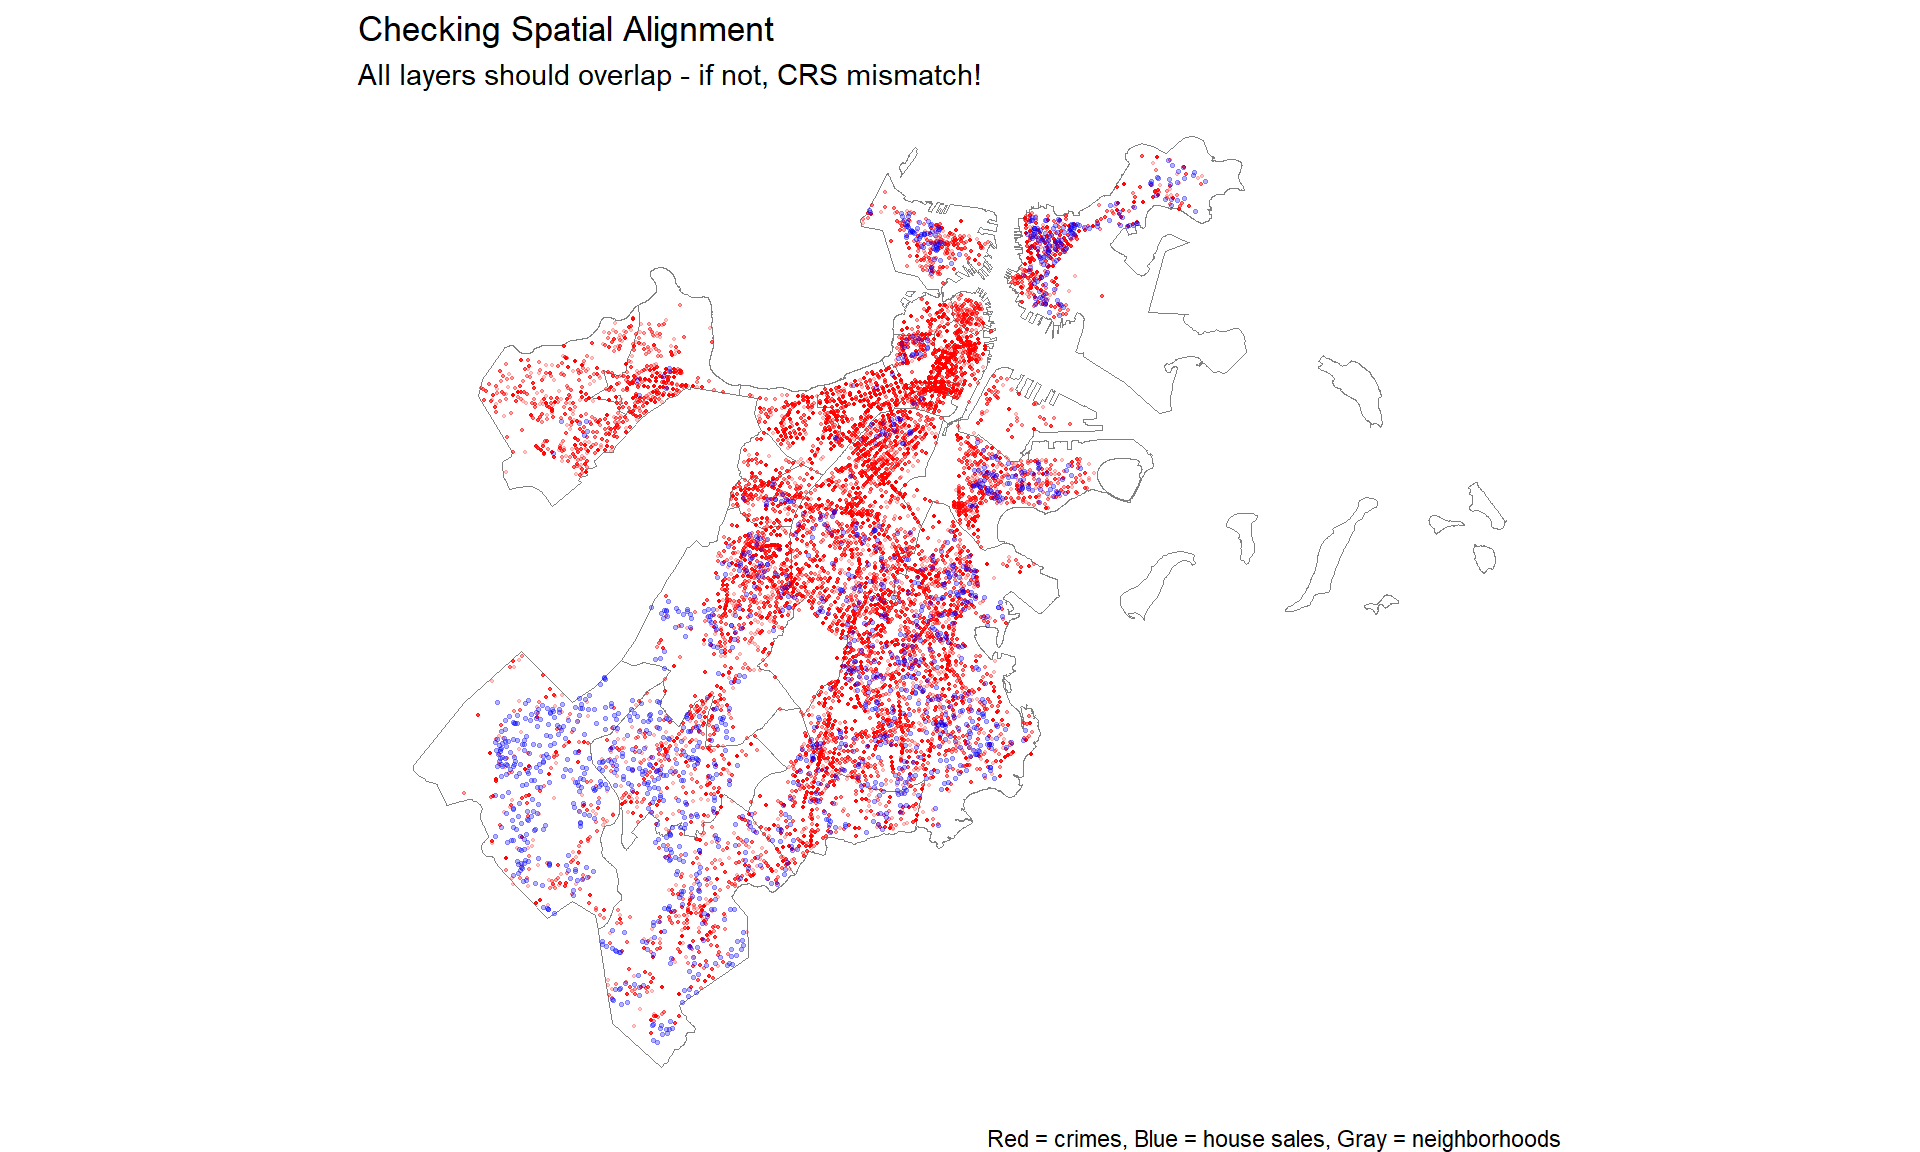 Checking Spatial Alignment
All layers should overlap - if not, CRS mismatch!
Red = crimes, Blue = house sales, Gray = neighborhoods